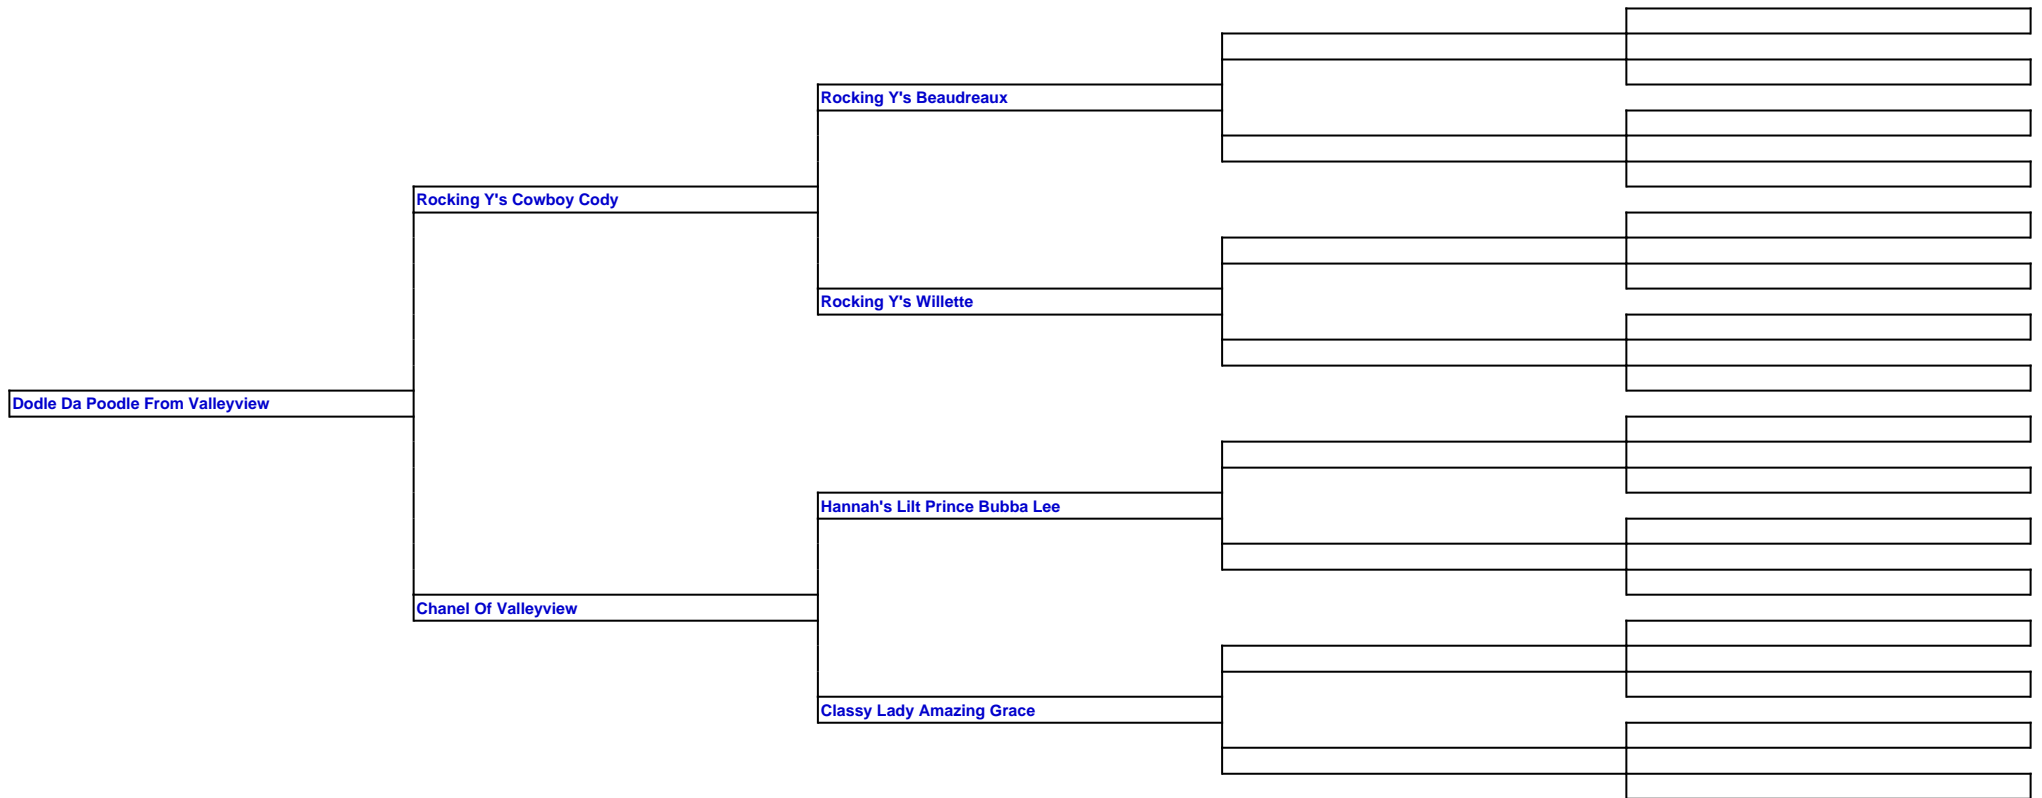 Rocking Y's Beaudreaux
Rocking Y's Cowboy Cody
Rocking Y's Willette
Dodle Da Poodle From Valleyview
Hannah's Lilt Prince Bubba Lee
Chanel Of Valleyview
Classy Lady Amazing Grace